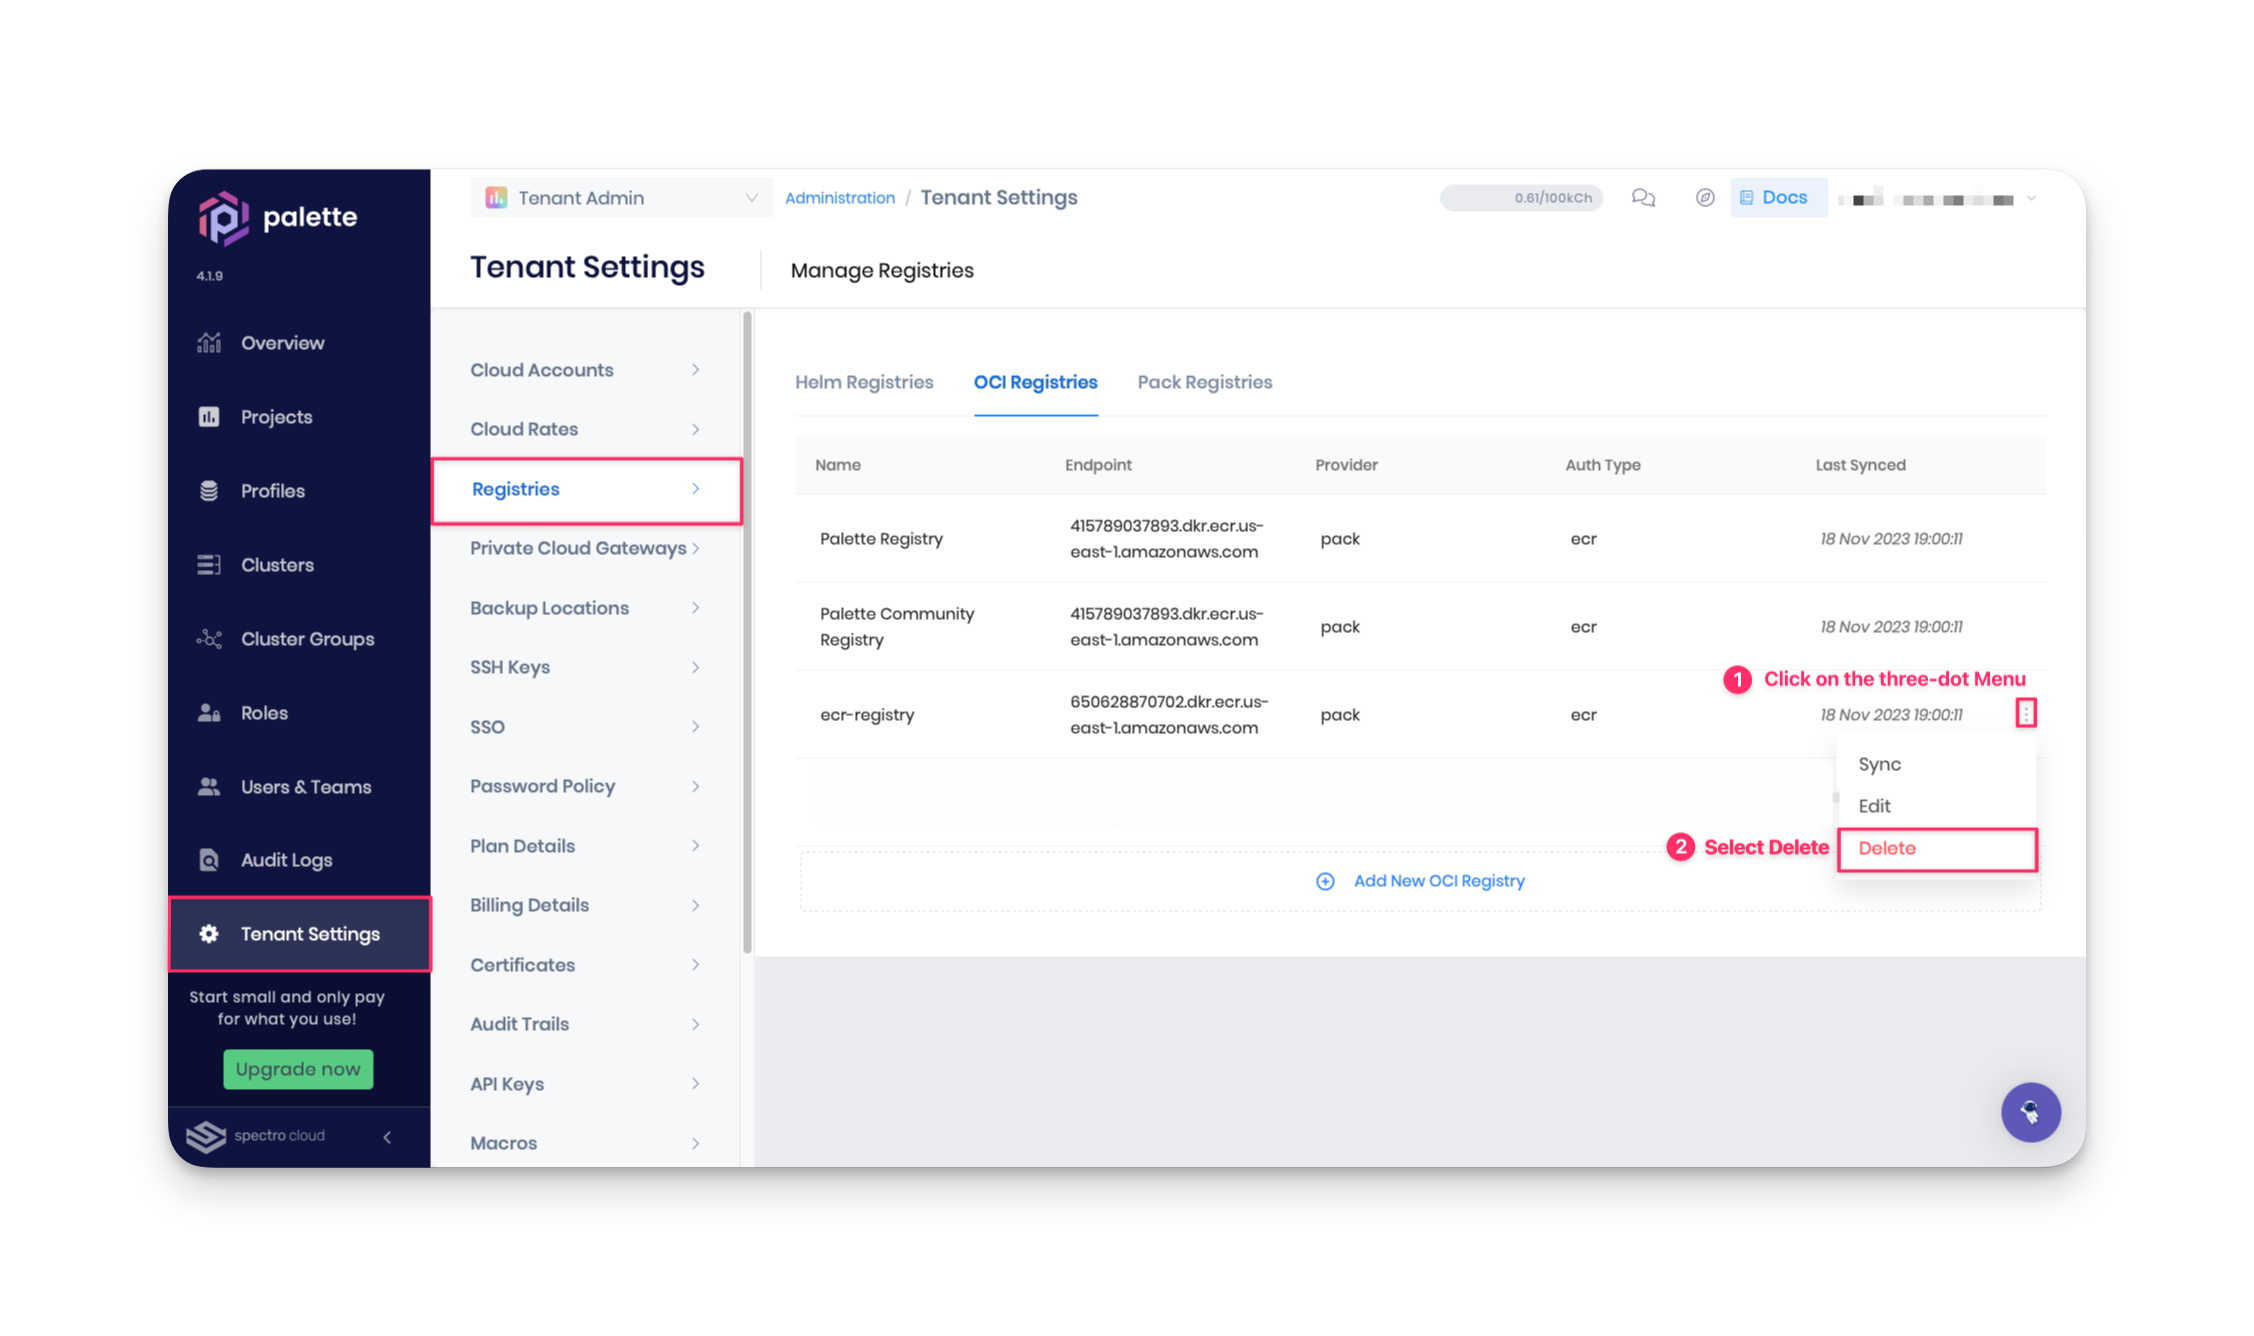 palette
4.1.9
Overview
Projects
Profiles
Clusters
Cluster Groups
Roles
Users & Teams
Audit Logs
Tenant Settings
Start small and only pay
for what you use!
Upgrade now
spectro cloud
Tenant Admin
Administration / Tenant Settings
0.61/100kCh
Docs
Tenant Settings
Manage Registries
Cloud Accounts
Cloud Rates
Registries
Private Cloud Gateways
Backup Locations
SSH Keys
SSO
Password Policy
Plan Details
Billing Details
Certificates
Audit Trails
API Keys
Macros
Helm Registries
OCI Registries
Pack Registries
Name
Endpoint
Provider
Auth Type
Last Synced
Palette Registry
415789037893.dkr.ecr.us-
east-1.amazonaws.com
pack
ecr
18 Nov 2023 19:00:11
Palette Community
Registry
415789037893.dkr.ecr.us-
east-1.amazonaws.com
pack
ecr
18 Nov 2023 19:00:11
1 Click on the three-dot Menu
ecr-registry
650628870702.dkr.ecr.us-
east-1.amazonaws.com
pack
ecr
18 Nov 2023 19:00:11
Sync
Edit
2 Select Delete
Delete
Add New OCI Registry